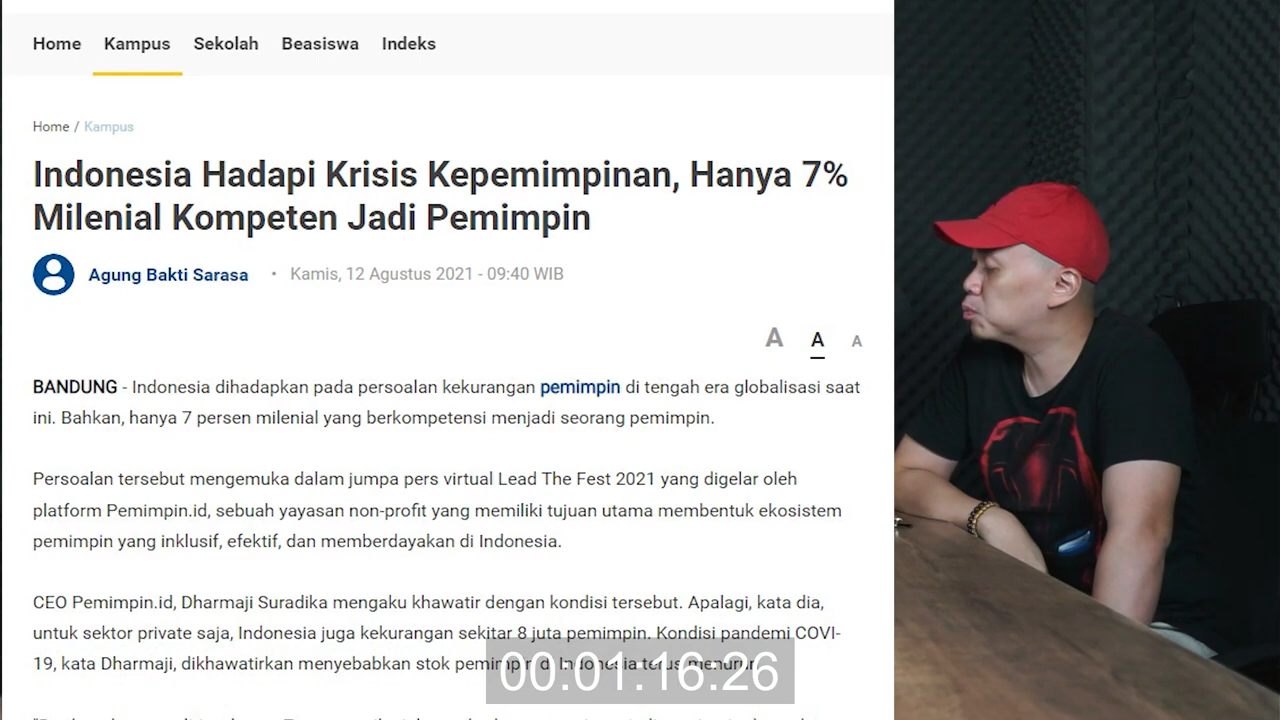 Home Kampus Sekolah Beasiswa Indeks
Home / Kampus
Indonesia Hadapi Krisis Kepemimpinan, Hanya 7%
Milenial Kompeten Jadi Pemimpin
Agung Bakti Sarasa • Kamis, 12 Agustus 2021 - 09:40 WIB
A A A
BANDUNG - Indonesia dihadapkan pada persoalan kekurangan pemimpin di tengah era globalisasi saat
ini. Bahkan, hanya 7 persen milenial yang berkompetensi menjadi seorang pemimpin.
Persoalan tersebut mengemuka dalam jumpa pers virtual Lead The Fest 2021 yang digelar oleh
platform Pemimpin.id, sebuah yayasan non-profit yang memiliki tujuan utama membentuk ekosistem
pemimpin yang inklusif, efektif, dan memberdayakan di Indonesia.
CEO Pemimpin.id, Dharmaji Suradika mengaku khawatir dengan kondisi tersebut. Apalagi, kata dia,
untuk sektor private saja, Indonesia juga kekurangan sekitar 8 juta pemimpin. Kondisi pandemi COVI-
19, kata Dharmaji, dikhawatirkan menyebabkan stok pemimpin di Indonesia terus menurun.
00:01:16:26